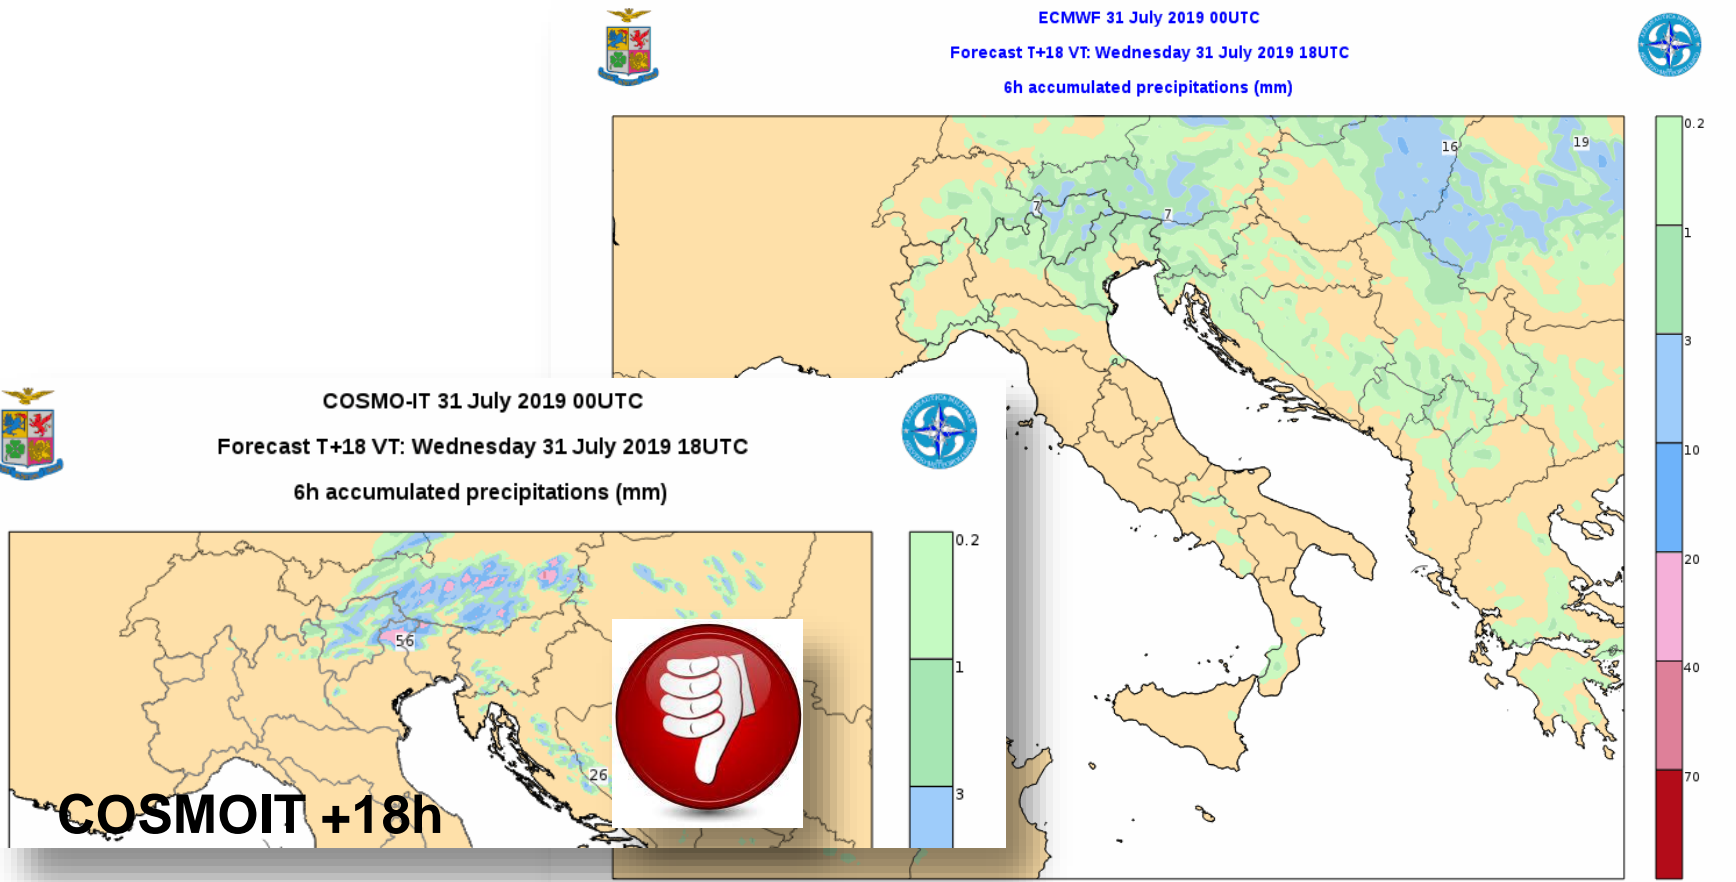 ECMWF 31 July 2019 00UTC
Forecast T+18 VT: Wednesday 31 July 2019 18UTC
6h accumulated precipitations (mm)
16
19
7
7
0.2
1
3
10
20
40
70
COSMO-IT 31 July 2019 00UTC
Forecast T+18 VT: Wednesday 31 July 2019 18UTC
6h accumulated precipitations (mm)
56
26
0.2
1
3
COSMOIT +18h